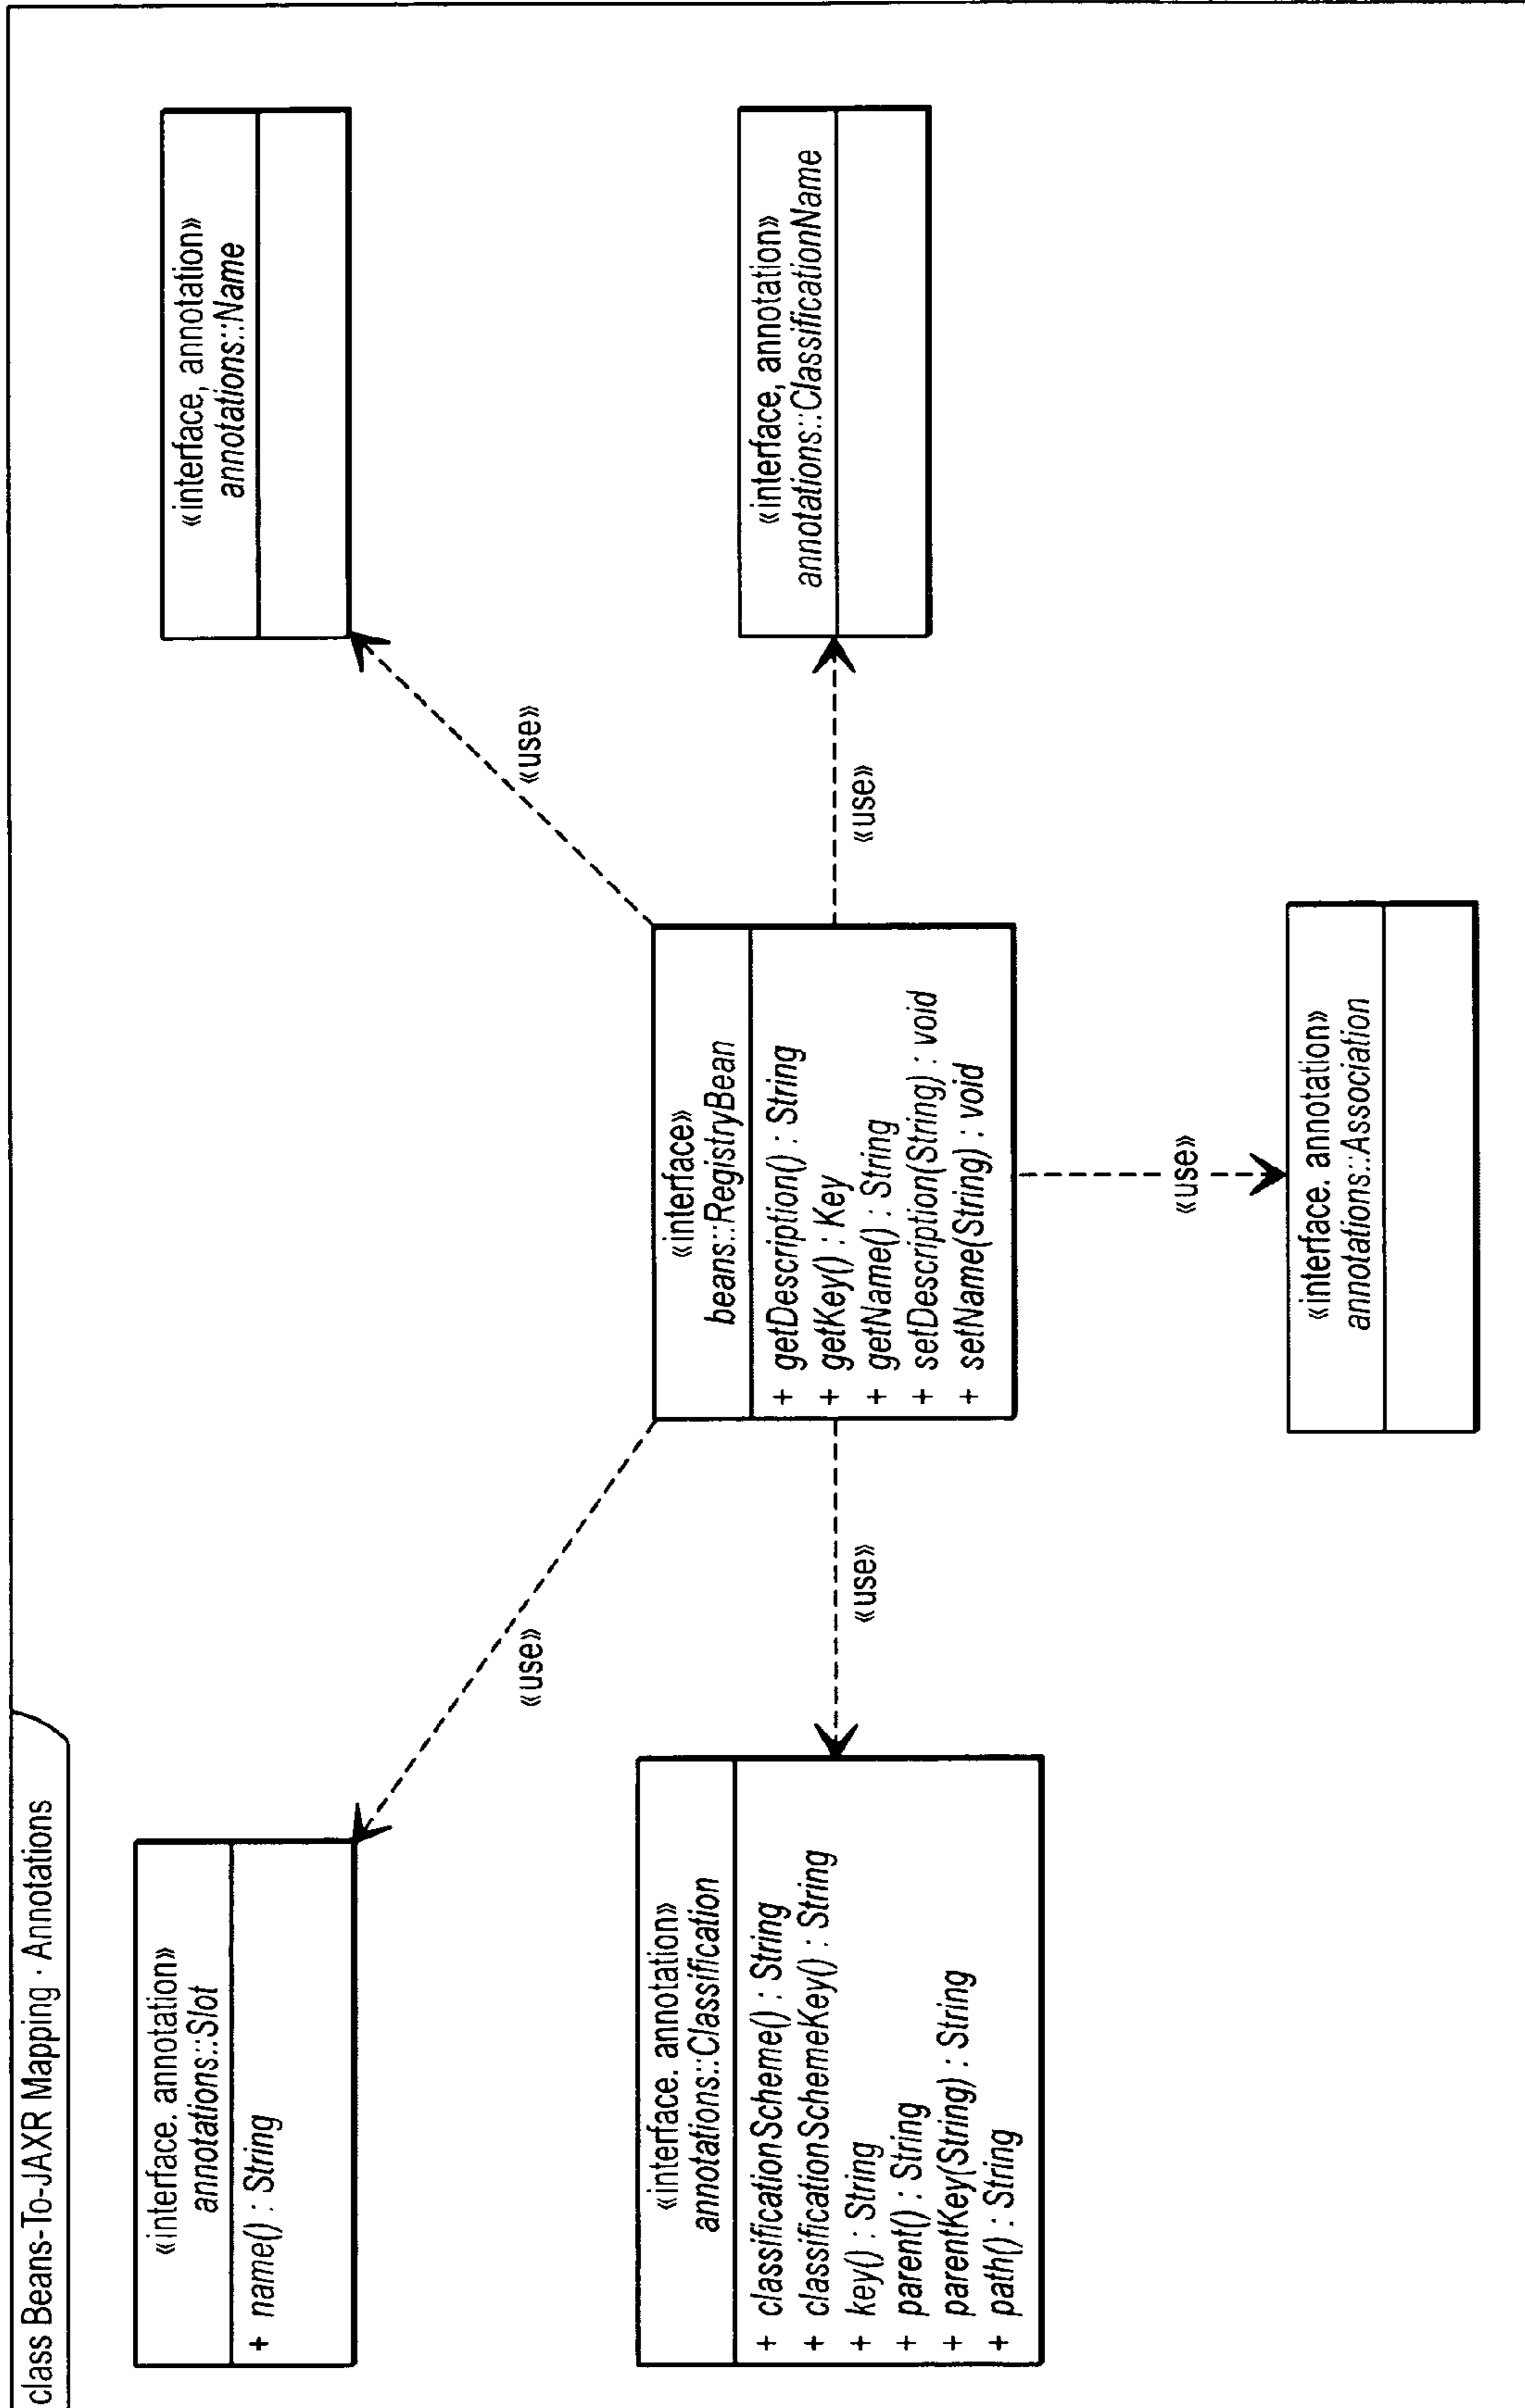 class Beans-To-JAXR Mapping · Annotations
«interface. annotation»
annotations::Slot
+ name() : String
«interface, annotation»
annotations::Name
«use»
«use»
«interface. annotation»
annotations::Classification
+ classificationScheme() : String
+ classificationSchemeKey() : String
+ key() : String
+ parent() : String
+ parentKey(String) : String
+ path() : String
«use»
«interface»
beans::RegistryBean
+ getDescription() : String
+ getKey() : Key
+ getName() : String
+ setDescription(String) : void
+ setName(String) : void
«use»
«interface, annotation»
annotations::ClassificationName
«use»
«interface. annotation»
annotations::Association